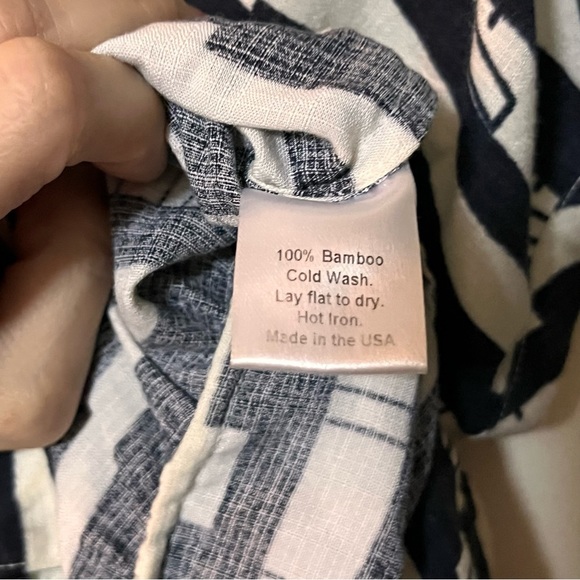 100% Bamboo
Cold Wash.
Lay flat to dry.
Hot Iron.
Made in the USA